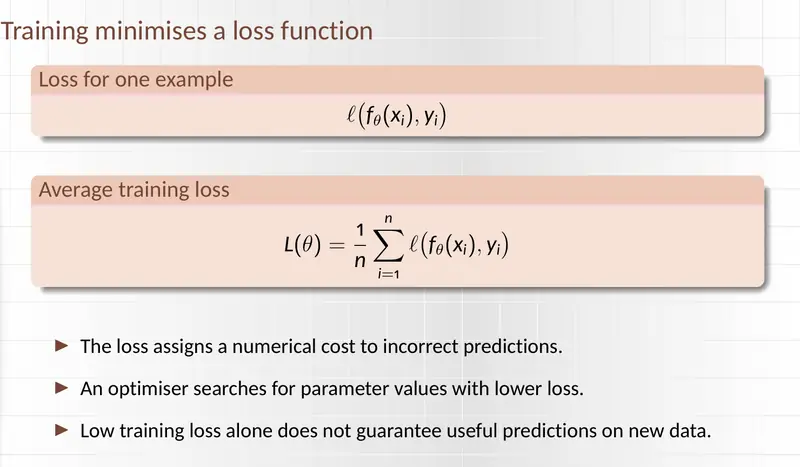 Training minimises a loss function
Loss for one example
ℓ(f_θ(x_i), y_i)
Average training loss
L(θ) = 1/n ∑_{i=1}^{n} ℓ(f_θ(x_i), y_i)
► The loss assigns a numerical cost to incorrect predictions.
► An optimiser searches for parameter values with lower loss.
► Low training loss alone does not guarantee useful predictions on new data.